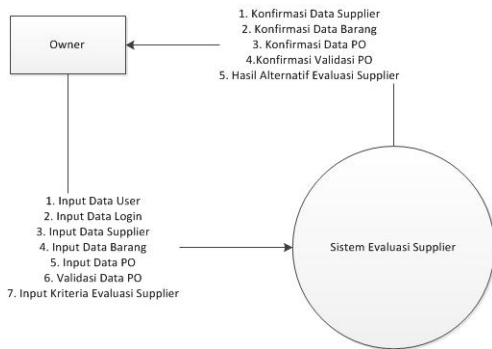 Owner
1. Konfirmasi Data Supplier
2. Konfirmasi Data Barang
3. Konfirmasi Data PO
4.Konfirmasi Validasi PO
5. Hasil Alternatif Evaluasi Supplier
1. Input Data User
2. Input Data Login
3. Input Data Supplier
4. Input Data Barang
5. Input Data PO
6. Validasi Data PO
7. Input Kriteria Evaluasi Supplier
Sistem Evaluasi Supplier